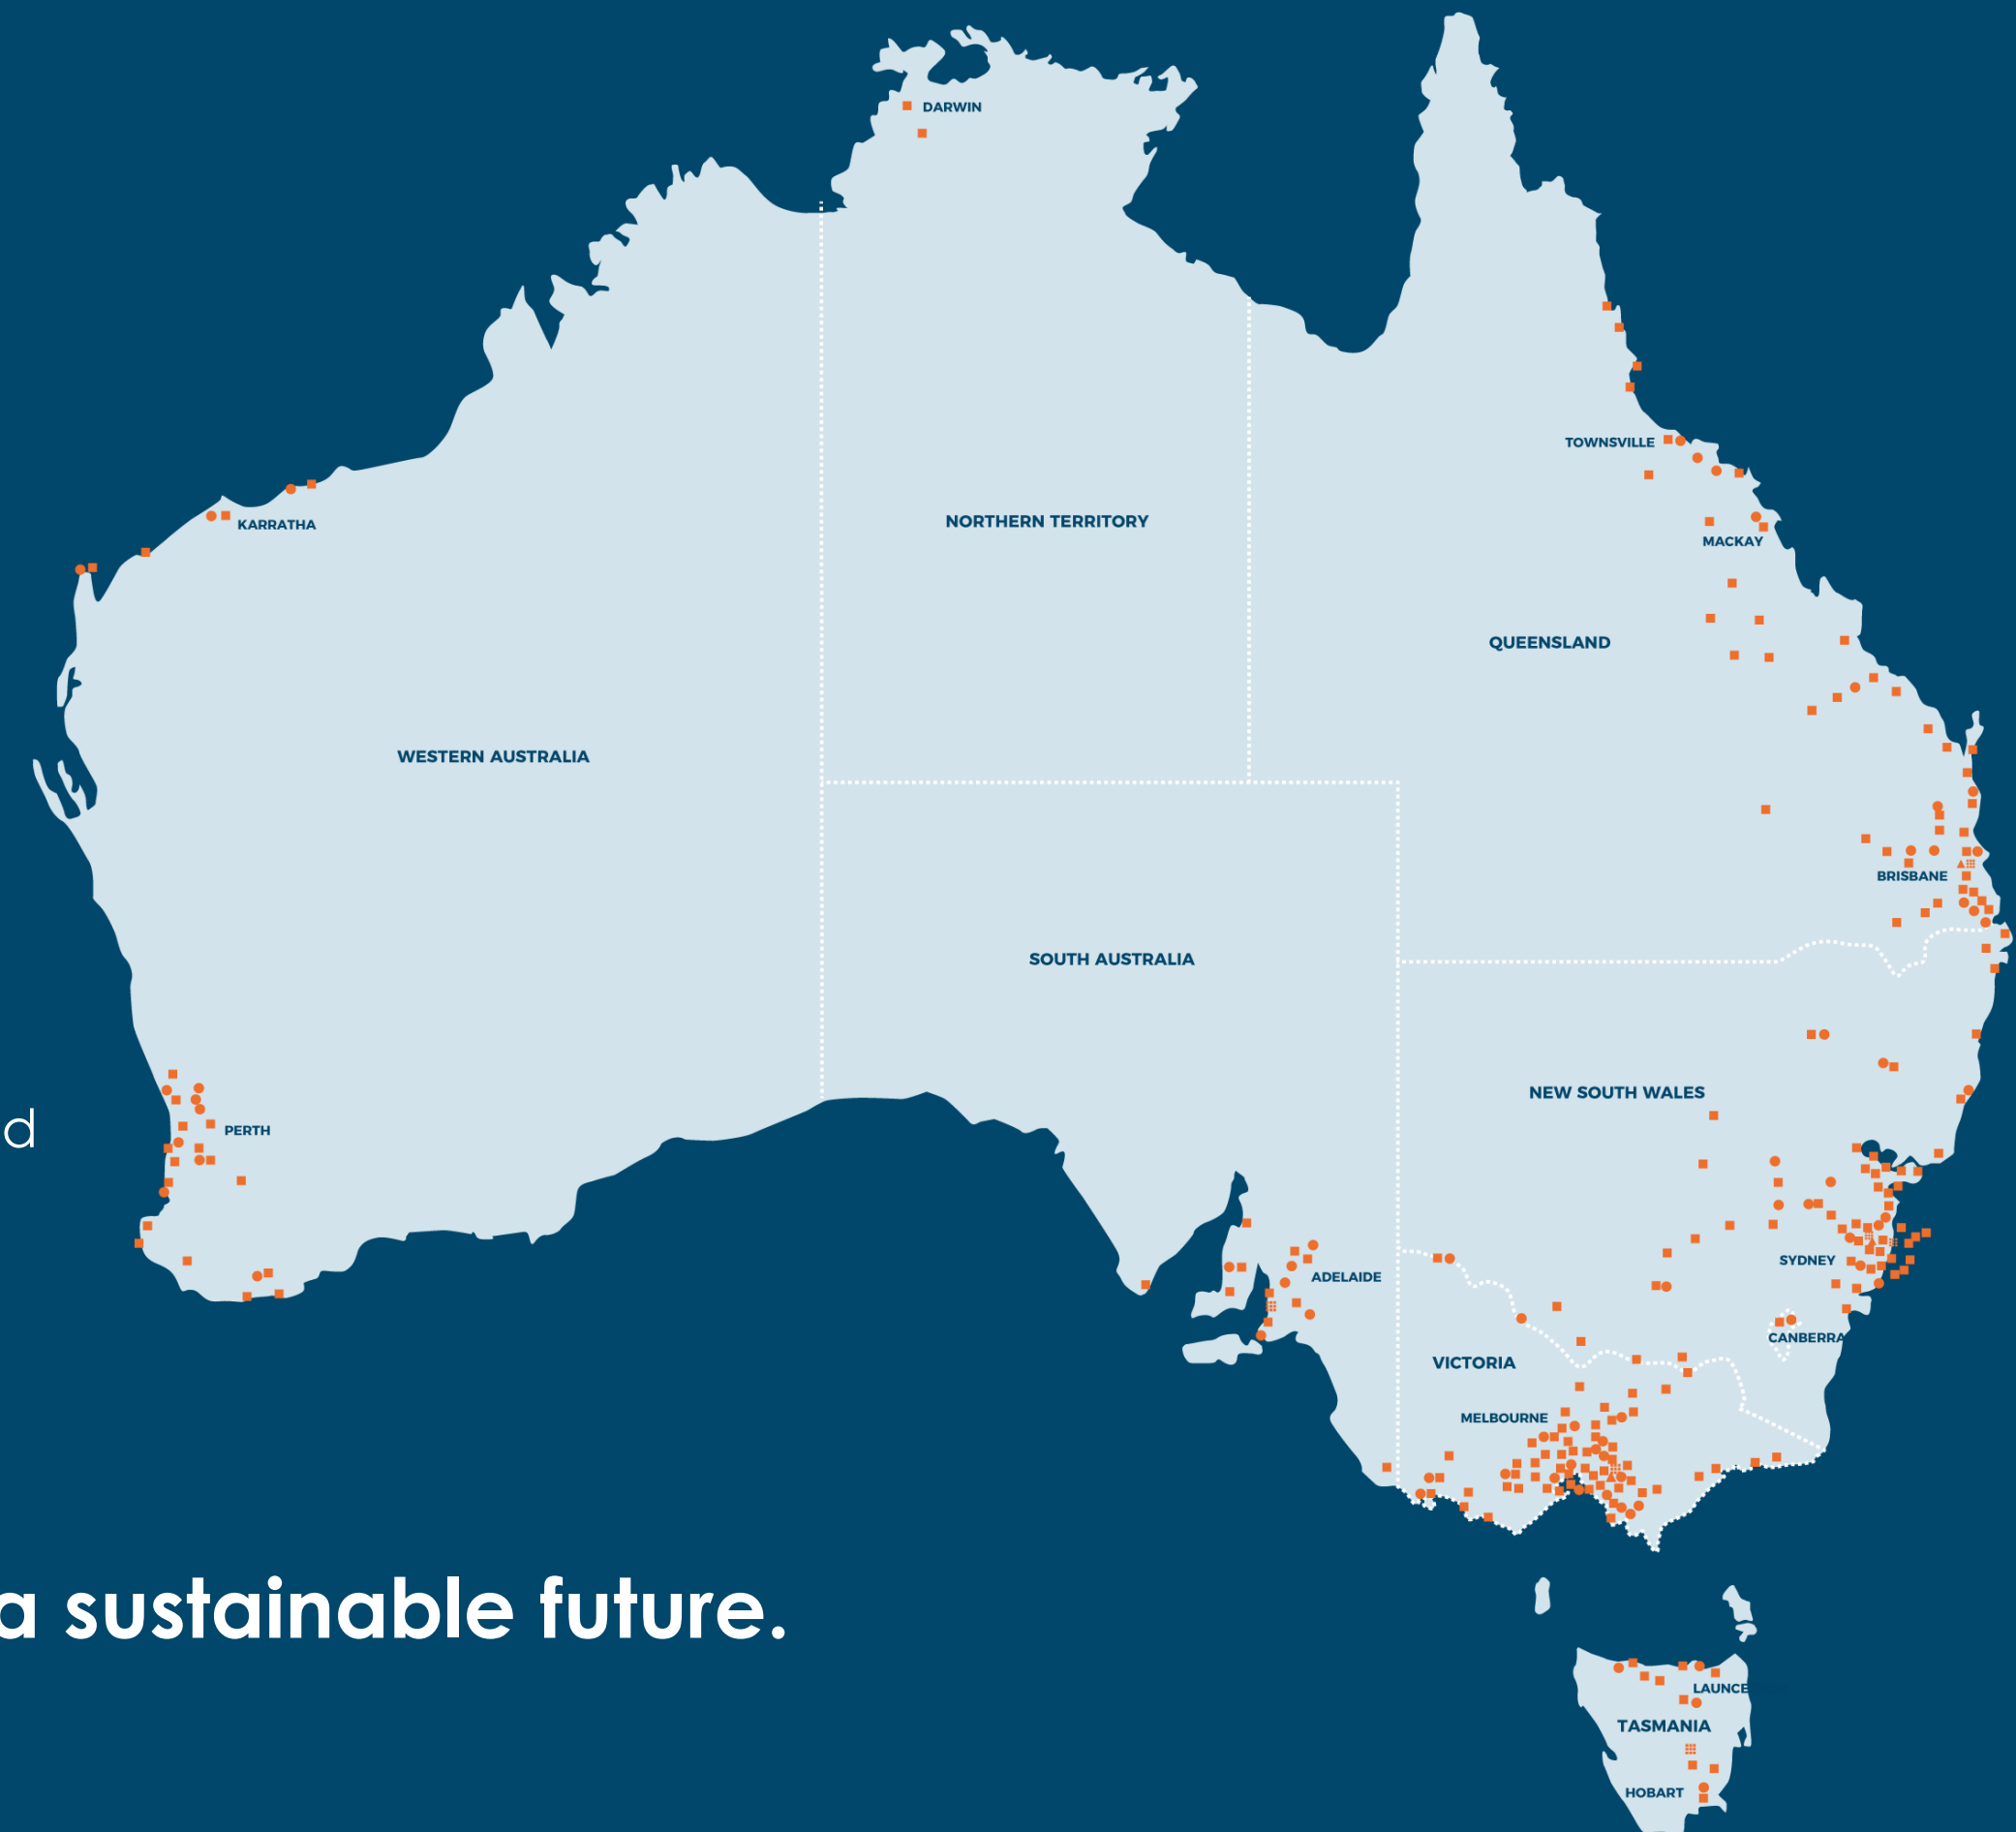 DARWIN
TOWNSVILLE
NORTHERN TERRITORY
KARRATHA
MACKAY
QUEENSLAND
WESTERN AUSTRALIA
BRISBANE
SOUTH AUSTRALIA
NEW SOUTH WALES
d
PERTH
SYDNEY
ADELAIDE
CANBERRA
VICTORIA
MELBOURNE
a sustainable future.
LAUNCE
TASMANIA
HOBART